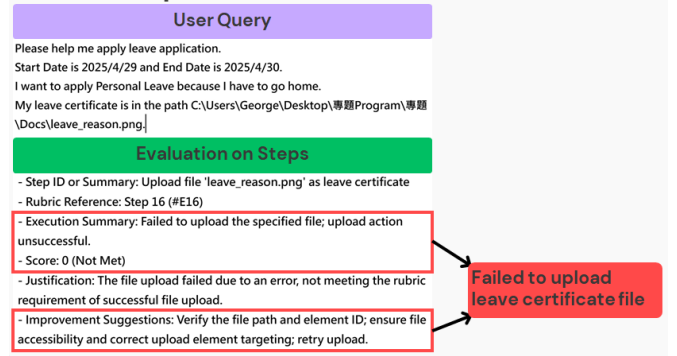 User Query
Please help me apply leave application.
Start Date is 2025/4/29 and End Date is 2025/4/30.
I want to apply Personal Leave because I have to go home.
My leave certificate is in the path C:\Users\George\Desktop\專題Program\專題
\Docs\leave_reason.png.
Evaluation on Steps
- Step ID or Summary: Upload file 'leave_reason.png' as leave certificate
- Rubric Reference: Step 16 (#E16)
- Execution Summary: Failed to upload the specified file; upload action
unsuccessful.
- Score: 0 (Not Met)
- Justification: The file upload failed due to an error, not meeting the rubric
requirement of successful file upload.
- Improvement Suggestions: Verify the file path and element ID; ensure file
accessibility and correct upload element targeting; retry upload.
Failed to upload
leave certificate file